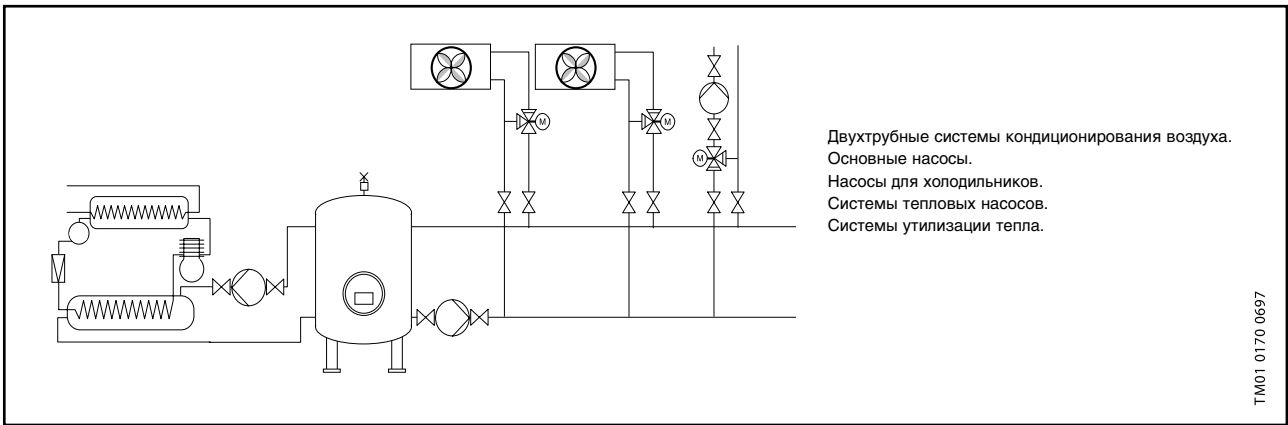 M
M
M
Двухтрубные системы кондиционирования воздуха.
Основные насосы.
Насосы для холодильников.
Системы тепловых насосов.
Системы утилизации тепла.
TM01 0170 0697